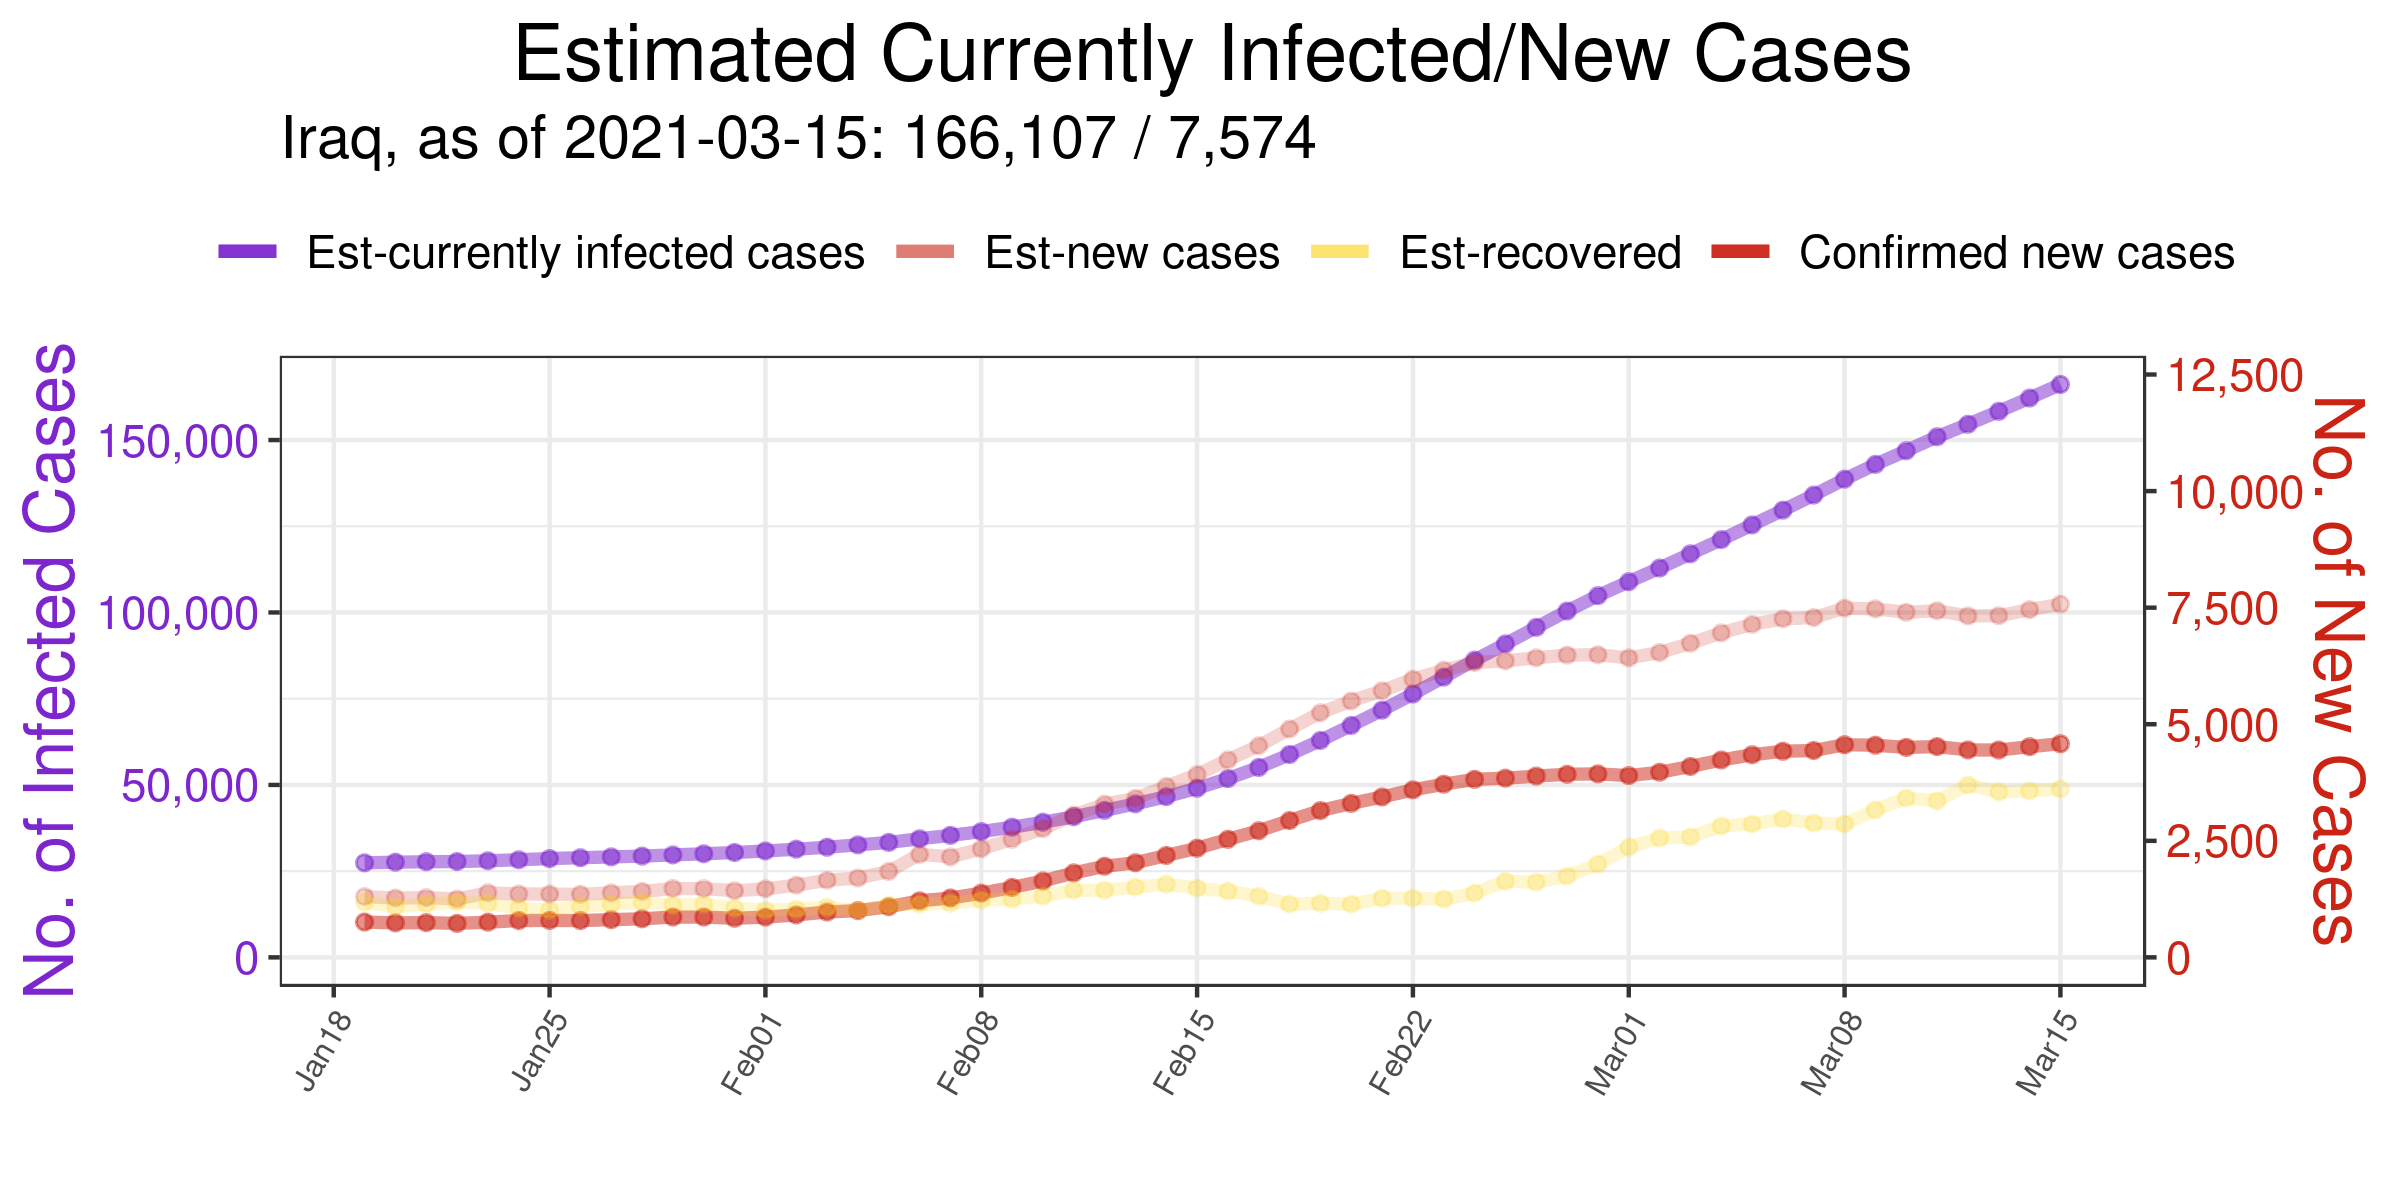 Estimated Currently Infected/New Cases
Iraq, as of 2021-03-15: 166,107 / 7,574
Est-currently infected cases Est-new cases Est-recovered Confirmed new cases
No. of Infected Cases
150,000
100,000
50,000
0
12,500
10,000
7,500
5,000
2,500
0
No. of New Cases
Jan18 Jan25 Feb01 Feb08 Feb15 Feb22 Mar01 Mar08 Mar15